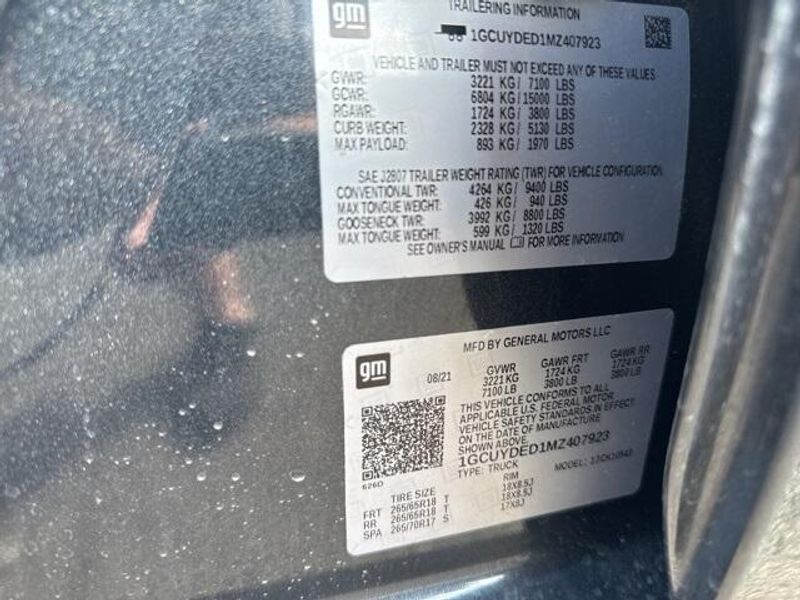 gm
TRAILERING INFORMATION
1GCUYDED1MZ407923
VEHICLE AND TRAILER MUST NOT EXCEED ANY OF THESE VALUES
GVWR: 3221 KG/ 7100 LBS
GCWR: 6804 KG/ 15000 LBS
RGAWR: 1724 KG/ 3800 LBS
CURB WEIGHT: 2328 KG/ 5130 LBS
MAX PAYLOAD: 893 KG/ 1970 LBS
SAE J2807 TRAILER WEIGHT RATING (TWR) FOR VEHICLE CONFIGURATION
CONVENTIONAL TWR: 4264 KG/ 9400 LBS
MAX TONGUE WEIGHT: 426 KG/ 940 LBS
GOOSENECK TWR: 3992 KG/ 8800 LBS
MAX TONGUE WEIGHT: 599 KG/ 1320 LBS
SEE OWNER'S MANUAL FOR MORE INFORMATION
gm
MFD BY GENERAL MOTORS LLC
08/21 GVWR GAWR FRT GAWR RR
3221 KG 1724 KG 1724 KG
7100 LB 3800 LB 3800 LB
THIS VEHICLE CONFORMS TO ALL
APPLICABLE U.S. FEDERAL MOTOR
VEHICLE SAFETY STANDARDS IN EFFECT
ON THE DATE OF MANUFACTURE
SHOWN ABOVE.
1GCUYDED1MZ407923
TYPE: TRUCK MODEL:
626D
TIRE SIZE RIM
FRT 265/65R18 T 18X8.5J
RR 265/65R18 T 18X8.5J
SPA 265/70R17 S 17X8J